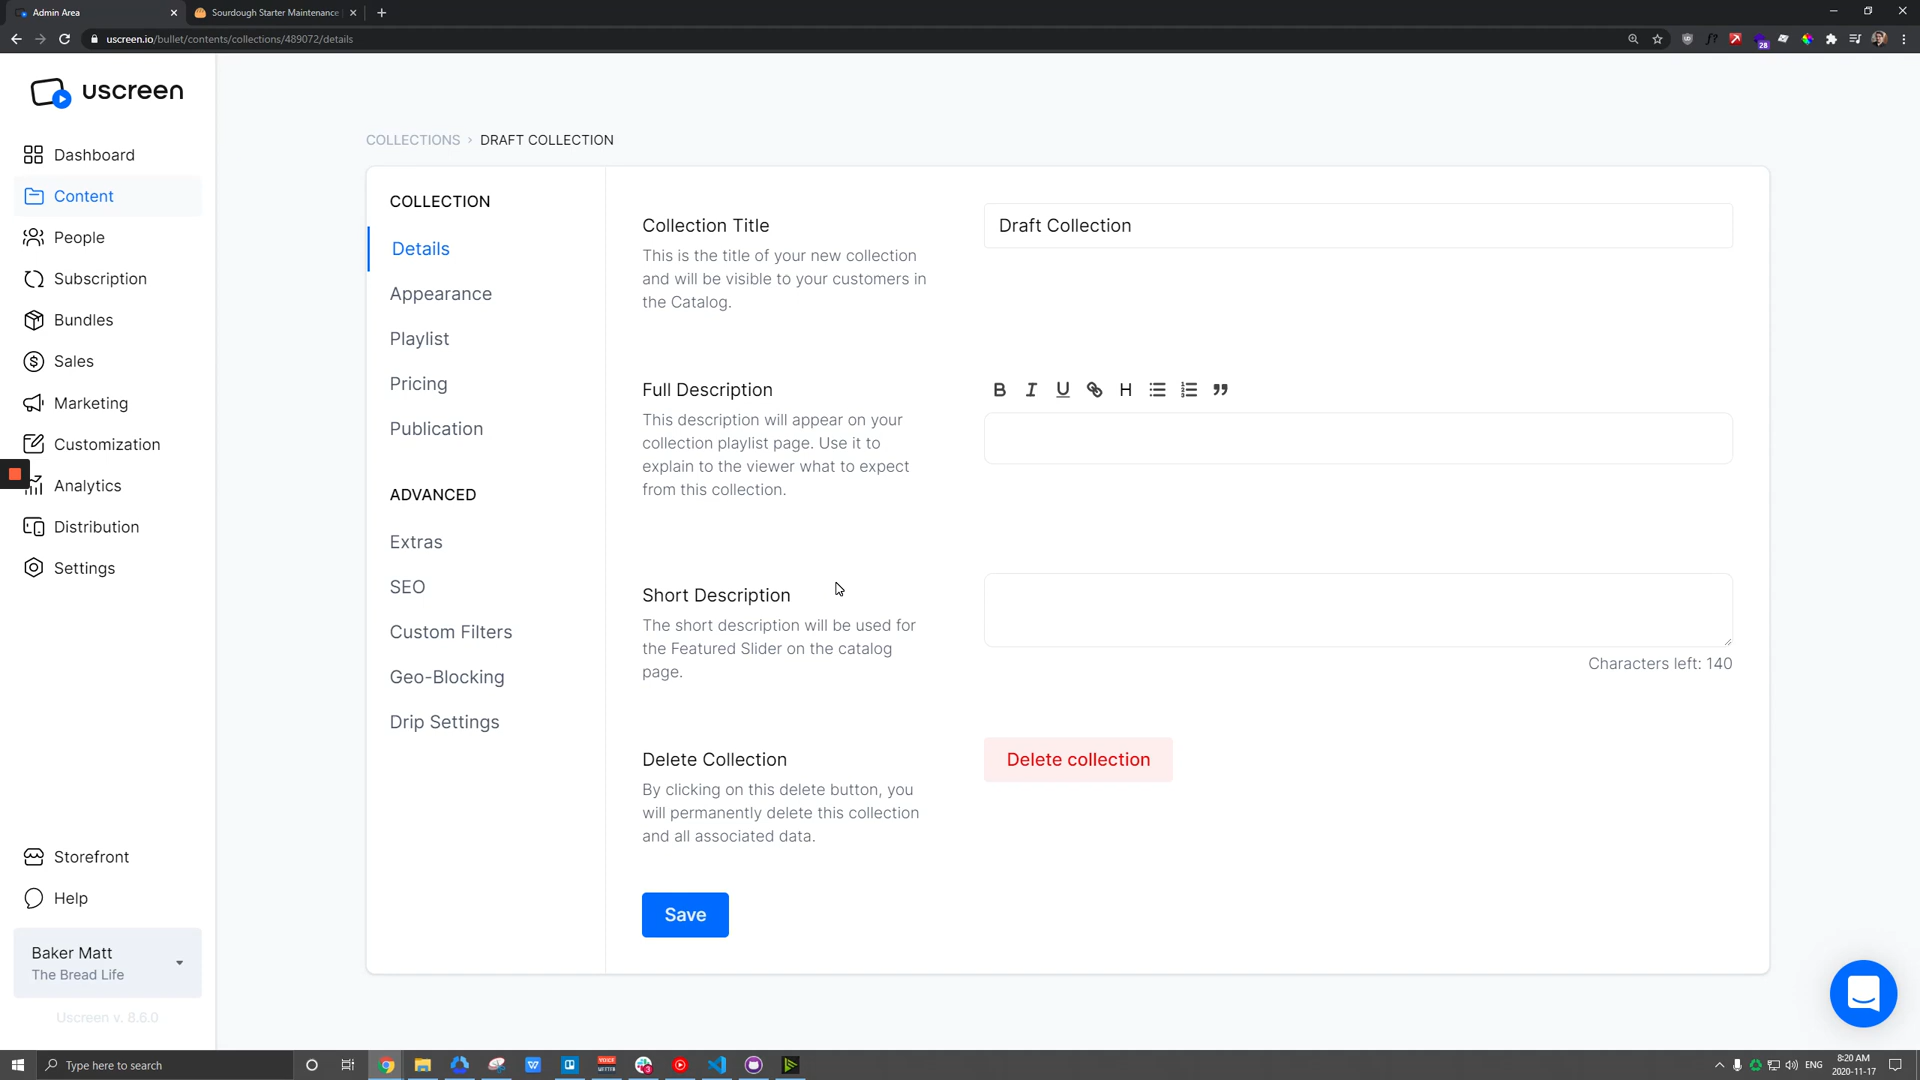 Admin Area
Sourdough Starter Maintenance
uscreen.io/bullet/contents/collections/489072/details
28
uscreen
Dashboard
Content
People
Subscription
Bundles
Sales
Marketing
Customization
Analytics
Distribution
Settings
Storefront
Help
Baker Matt
The Bread Life
Uscreen v. 8.6.0
COLLECTIONS › DRAFT COLLECTION
COLLECTION
Details
Appearance
Playlist
Pricing
Publication
ADVANCED
Extras
SEO
Custom Filters
Geo-Blocking
Drip Settings
Collection Title
This is the title of your new collection
and will be visible to your customers in
the Catalog.
Draft Collection
Full Description
This description will appear on your
collection playlist page. Use it to
explain to the viewer what to expect
from this collection.
B I U H
Short Description
The short description will be used for
the Featured Slider on the catalog
page.
Characters left: 140
Delete Collection
By clicking on this delete button, you
will permanently delete this collection
and all associated data.
Delete collection
Save
Type here to search
ENG
8:20 AM
2020-11-17